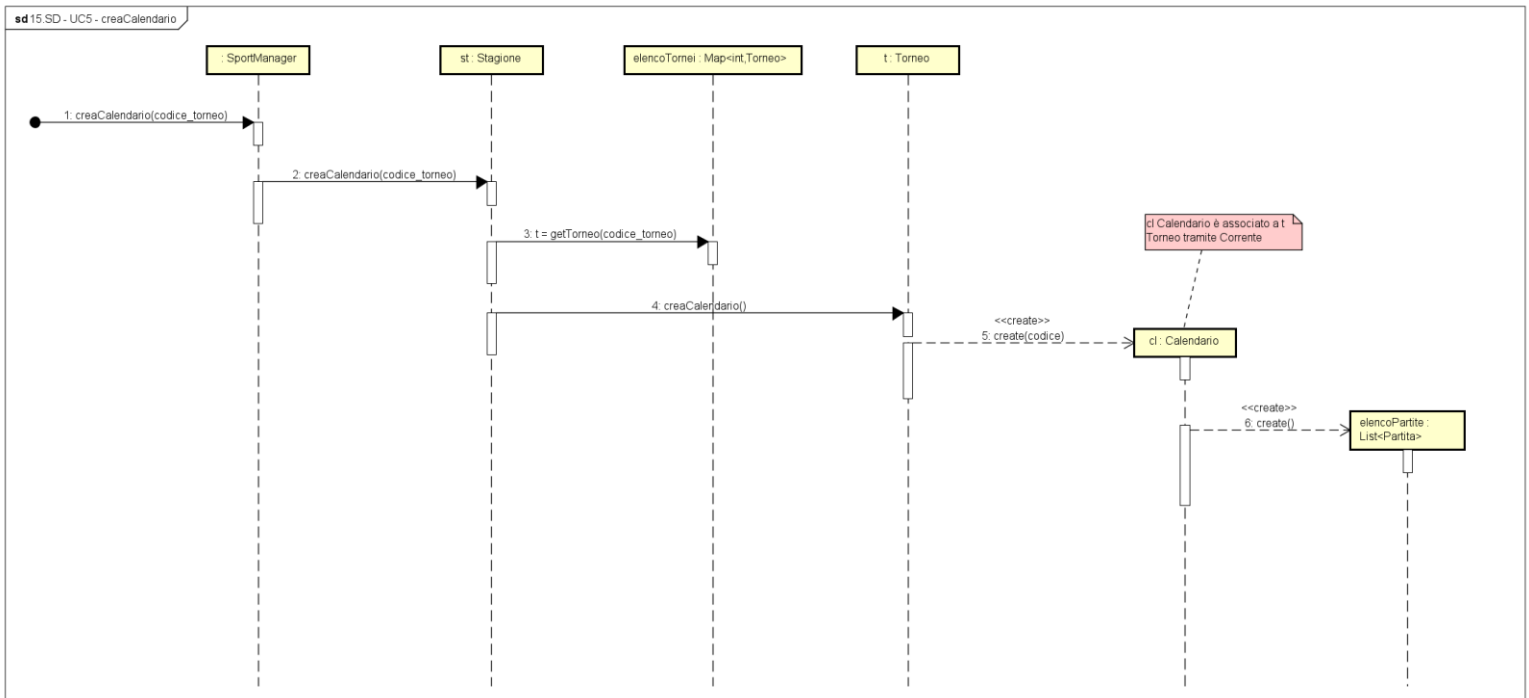 sd 15.SD - UC5 - creaCalendario
: SportManager
st : Stagione
elencoTornei : Map<int,Torneo>
t : Torneo
1: creaCalendario(codice_torneo)
2: creaCalendario(codice_torneo)
3: t = getTorneo(codice_torneo)
cl Calendario è associato a t
Torneo tramite Corrente
4: creaCalendario()
<<create>>
5: create(codice)
cl : Calendario
<<create>>
6: create()
elencoPartite :
List<Partita>